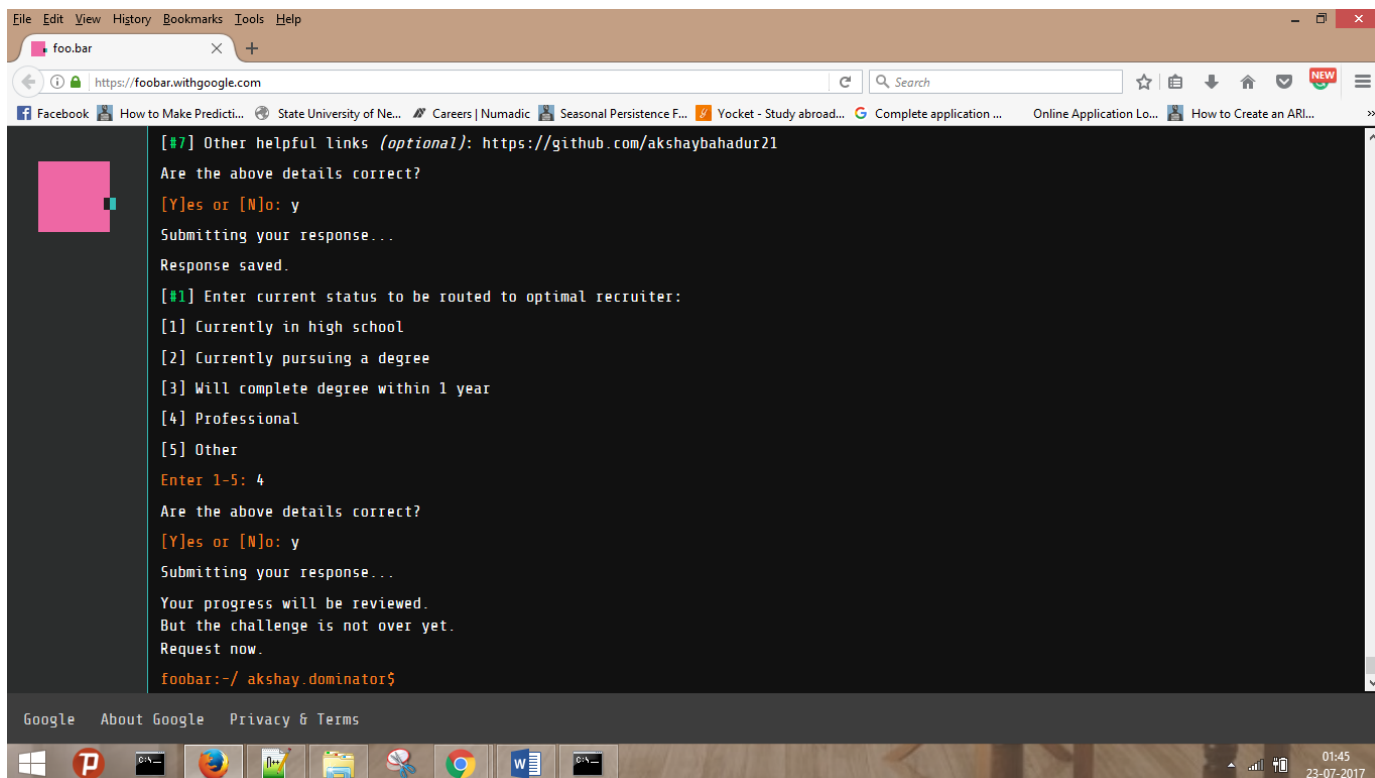 File Edit View History Bookmarks Tools Help
foo.bar
https://foobar.withgoogle.com
Search
NEW
Facebook How to Make Predicti... State University of Ne... Careers | Numadic Seasonal Persistence F... Yocket - Study abroad... Complete application ... Online Application Lo... How to Create an ARI...
[#7] Other helpful links (optional): https://github.com/akshaybahadur21
Are the above details correct?
[Y]es or [N]o: y
Submitting your response...
Response saved.
[#1] Enter current status to be routed to optimal recruiter:
[1] Currently in high school
[2] Currently pursuing a degree
[3] Will complete degree within 1 year
[4] Professional
[5] Other
Enter 1-5: 4
Are the above details correct?
[Y]es or [N]o: y
Submitting your response...
Your progress will be reviewed.
But the challenge is not over yet.
Request now.
foobar:~/ akshay.dominator$
Google About Google Privacy & Terms
01:45
23-07-2017